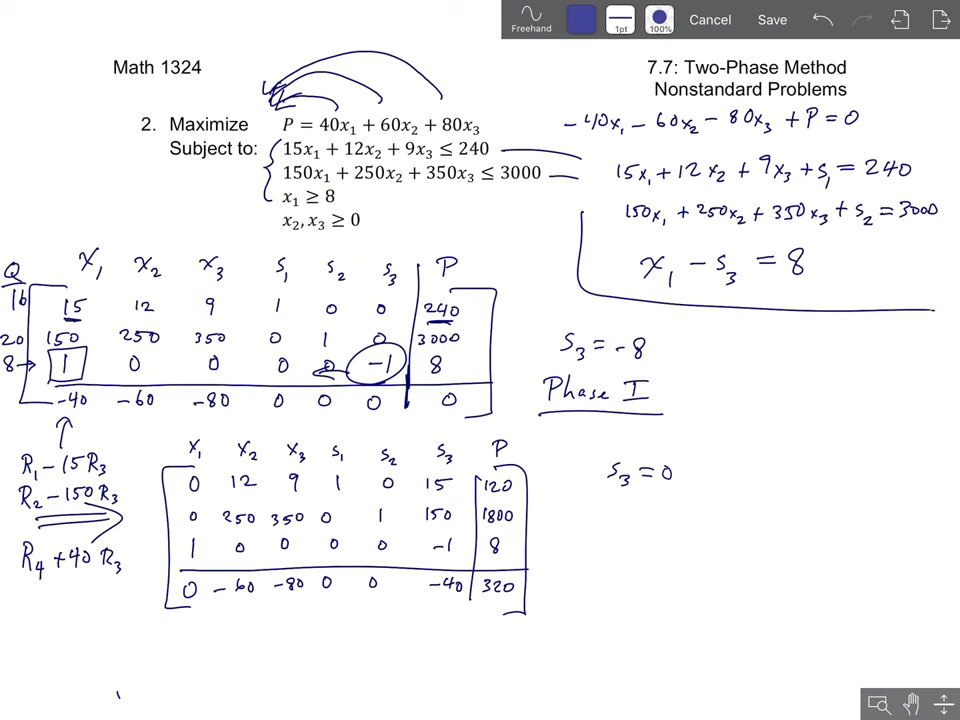 Freehand 1pt 100% Cancel Save
Math 1324
7.7: Two-Phase Method
Nonstandard Problems
2. Maximize P = 40x₁ + 60x₂ + 80x₃
Subject to: 15x₁ + 12x₂ + 9x₃ ≤ 240
150x₁ + 250x₂ + 350x₃ ≤ 3000
x₁ ≥ 8
x₂, x₃ ≥ 0
-40x₁ - 60x₂ - 80x₃ + P = 0
15x₁ + 12x₂ + 9x₃ + s₁ = 240
150x₁ + 250x₂ + 350x₃ + s₂ = 3000
x₁ - s₃ = 8
Q x₁ x₂ x₃ s₁ s₂ s₃ P
16 15 12 9 1 0 0 240
20 150 250 350 0 1 0 3000
8→ 1 0 0 0 0 -1 8
-40 -60 -80 0 0 0 0
s₃ = -8
Phase I
R₁ - 15R₃
R₂ - 150R₃
R₄ + 40R₃
x₁ x₂ x₃ s₁ s₂ s₃ P
0 12 9 1 0 15 120
0 250 350 0 1 150 1800
1 0 0 0 0 -1 8
0 -60 -80 0 0 -40 320
s₃ = 0